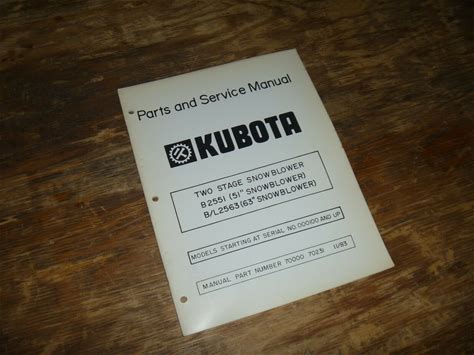 Parts and Service Manual
KUBOTA
TWO STAGE SNOWBLOWER
B2551 (51" SNOWBLOWER)
B/L2563 (63" SNOWBLOWER)
MODELS STARTING AT SERIAL NO. 000100 AND UP
MANUAL PART NUMBER 70000 70231 11/83